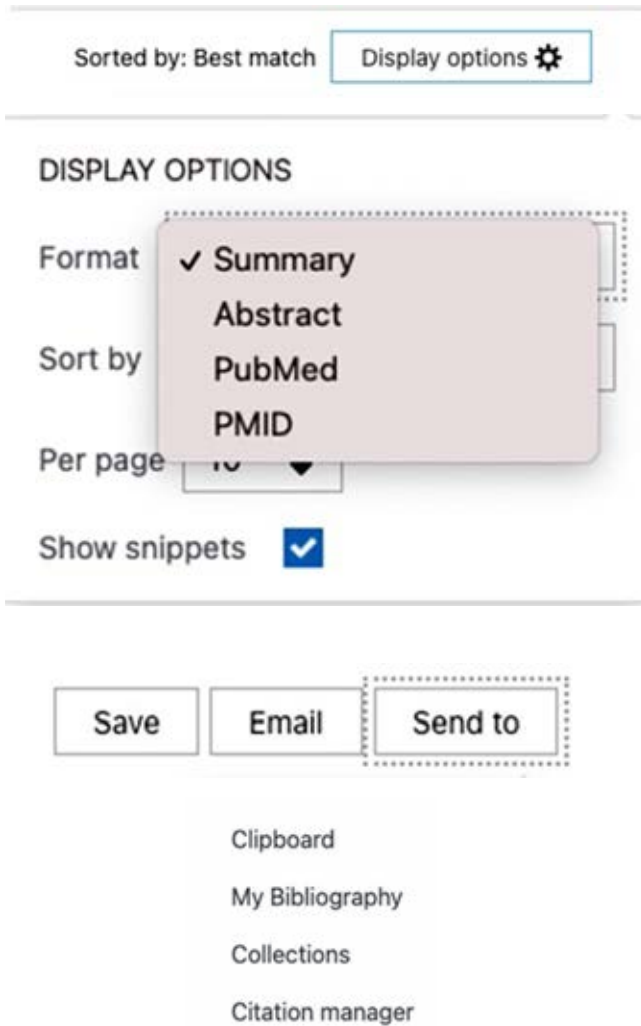 Sorted by: Best match Display options
DISPLAY OPTIONS
Format ✓ Summary
Abstract
Sort by PubMed
PMID
Per page 10
Show snippets
Save Email Send to
Clipboard
My Bibliography
Collections
Citation manager